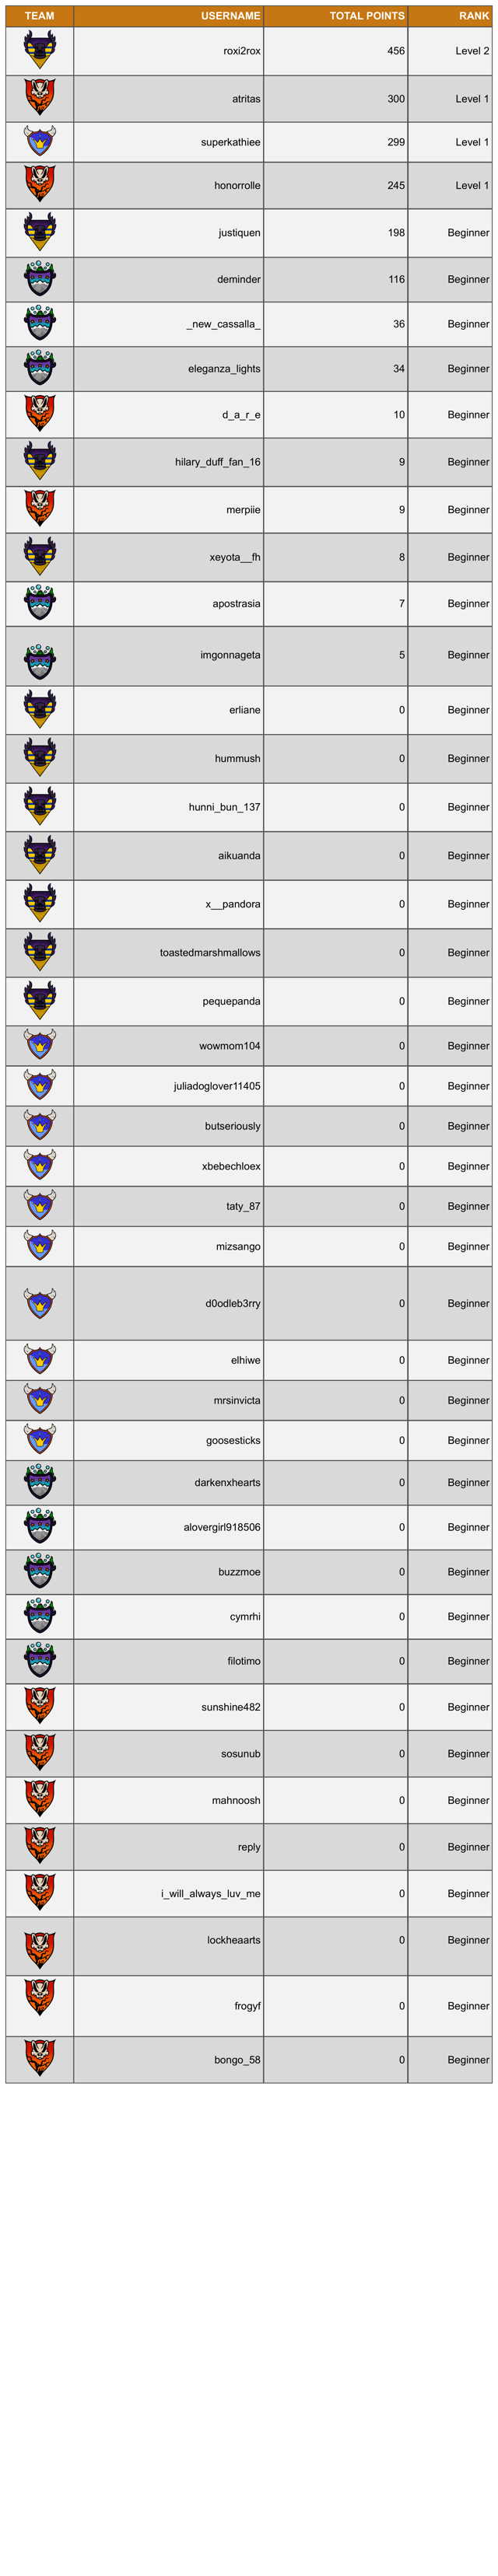 TEAM USERNAME TOTAL POINTS RANK
roxi2rox 456 Level 2
atritas 300 Level 1
superkathiee 299 Level 1
honorrolle 245 Level 1
justiquen 198 Beginner
deminder 116 Beginner
_new_cassalla_ 36 Beginner
eleganza_lights 34 Beginner
d_a_r_e 10 Beginner
hilary_duff_fan_16 9 Beginner
merpiie 9 Beginner
xeyota__fh 8 Beginner
apostrasia 7 Beginner
imgonnageta 5 Beginner
erliane 0 Beginner
hummush 0 Beginner
hunni_bun_137 0 Beginner
aikuanda 0 Beginner
x__pandora 0 Beginner
toastedmarshmallows 0 Beginner
pequepanda 0 Beginner
wowmom104 0 Beginner
juliadoglover11405 0 Beginner
butseriously 0 Beginner
xbebechloex 0 Beginner
taty_87 0 Beginner
mizsango 0 Beginner
d0odleb3rry 0 Beginner
elhiwe 0 Beginner
mrsinvicta 0 Beginner
goosesticks 0 Beginner
darkenxhearts 0 Beginner
alovergirl918506 0 Beginner
buzzmoe 0 Beginner
cymrhi 0 Beginner
filotimo 0 Beginner
sunshine482 0 Beginner
sosunub 0 Beginner
mahnoosh 0 Beginner
reply 0 Beginner
i_will_always_luv_me 0 Beginner
lockheaarts 0 Beginner
frogyf 0 Beginner
bongo_58 0 Beginner